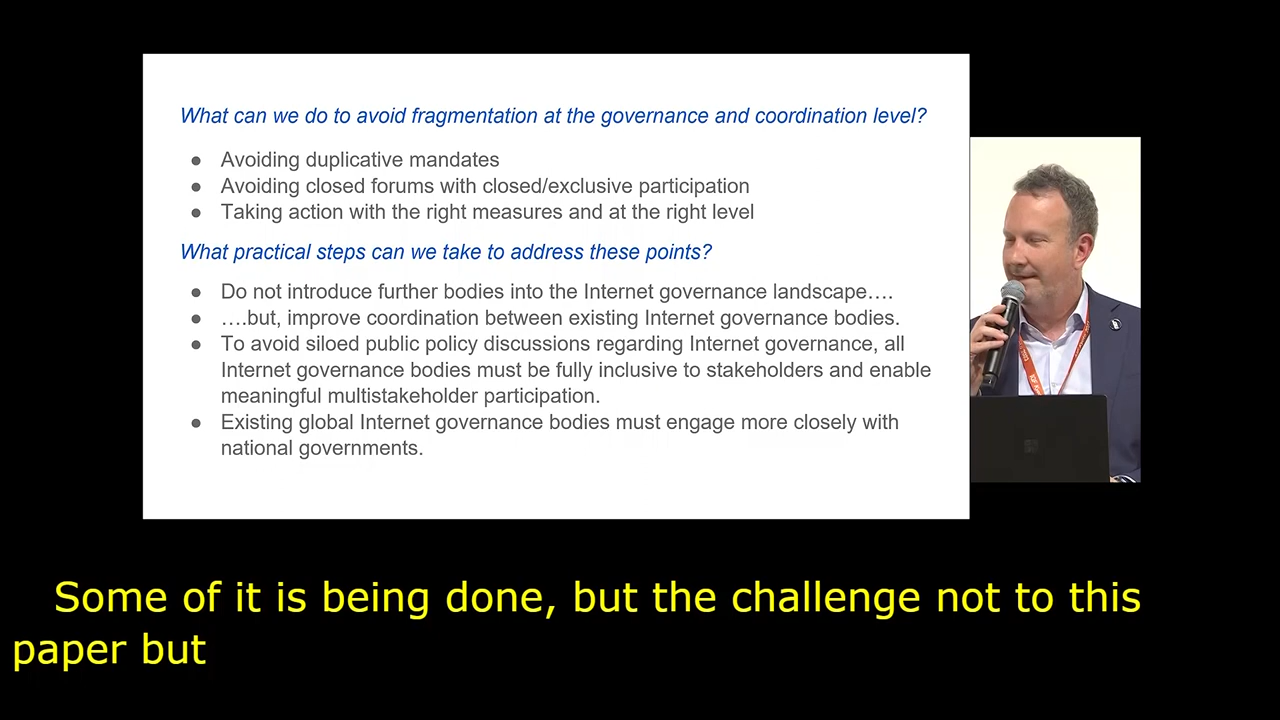 What can we do to avoid fragmentation at the governance and coordination level?
● Avoiding duplicative mandates
● Avoiding closed forums with closed/exclusive participation
● Taking action with the right measures and at the right level
What practical steps can we take to address these points?
● Do not introduce further bodies into the Internet governance landscape….
● ….but, improve coordination between existing Internet governance bodies.
● To avoid siloed public policy discussions regarding Internet governance, all
Internet governance bodies must be fully inclusive to stakeholders and enable
meaningful multistakeholder participation.
● Existing global Internet governance bodies must engage more closely with
national governments.
Some of it is being done, but the challenge not to this
paper but